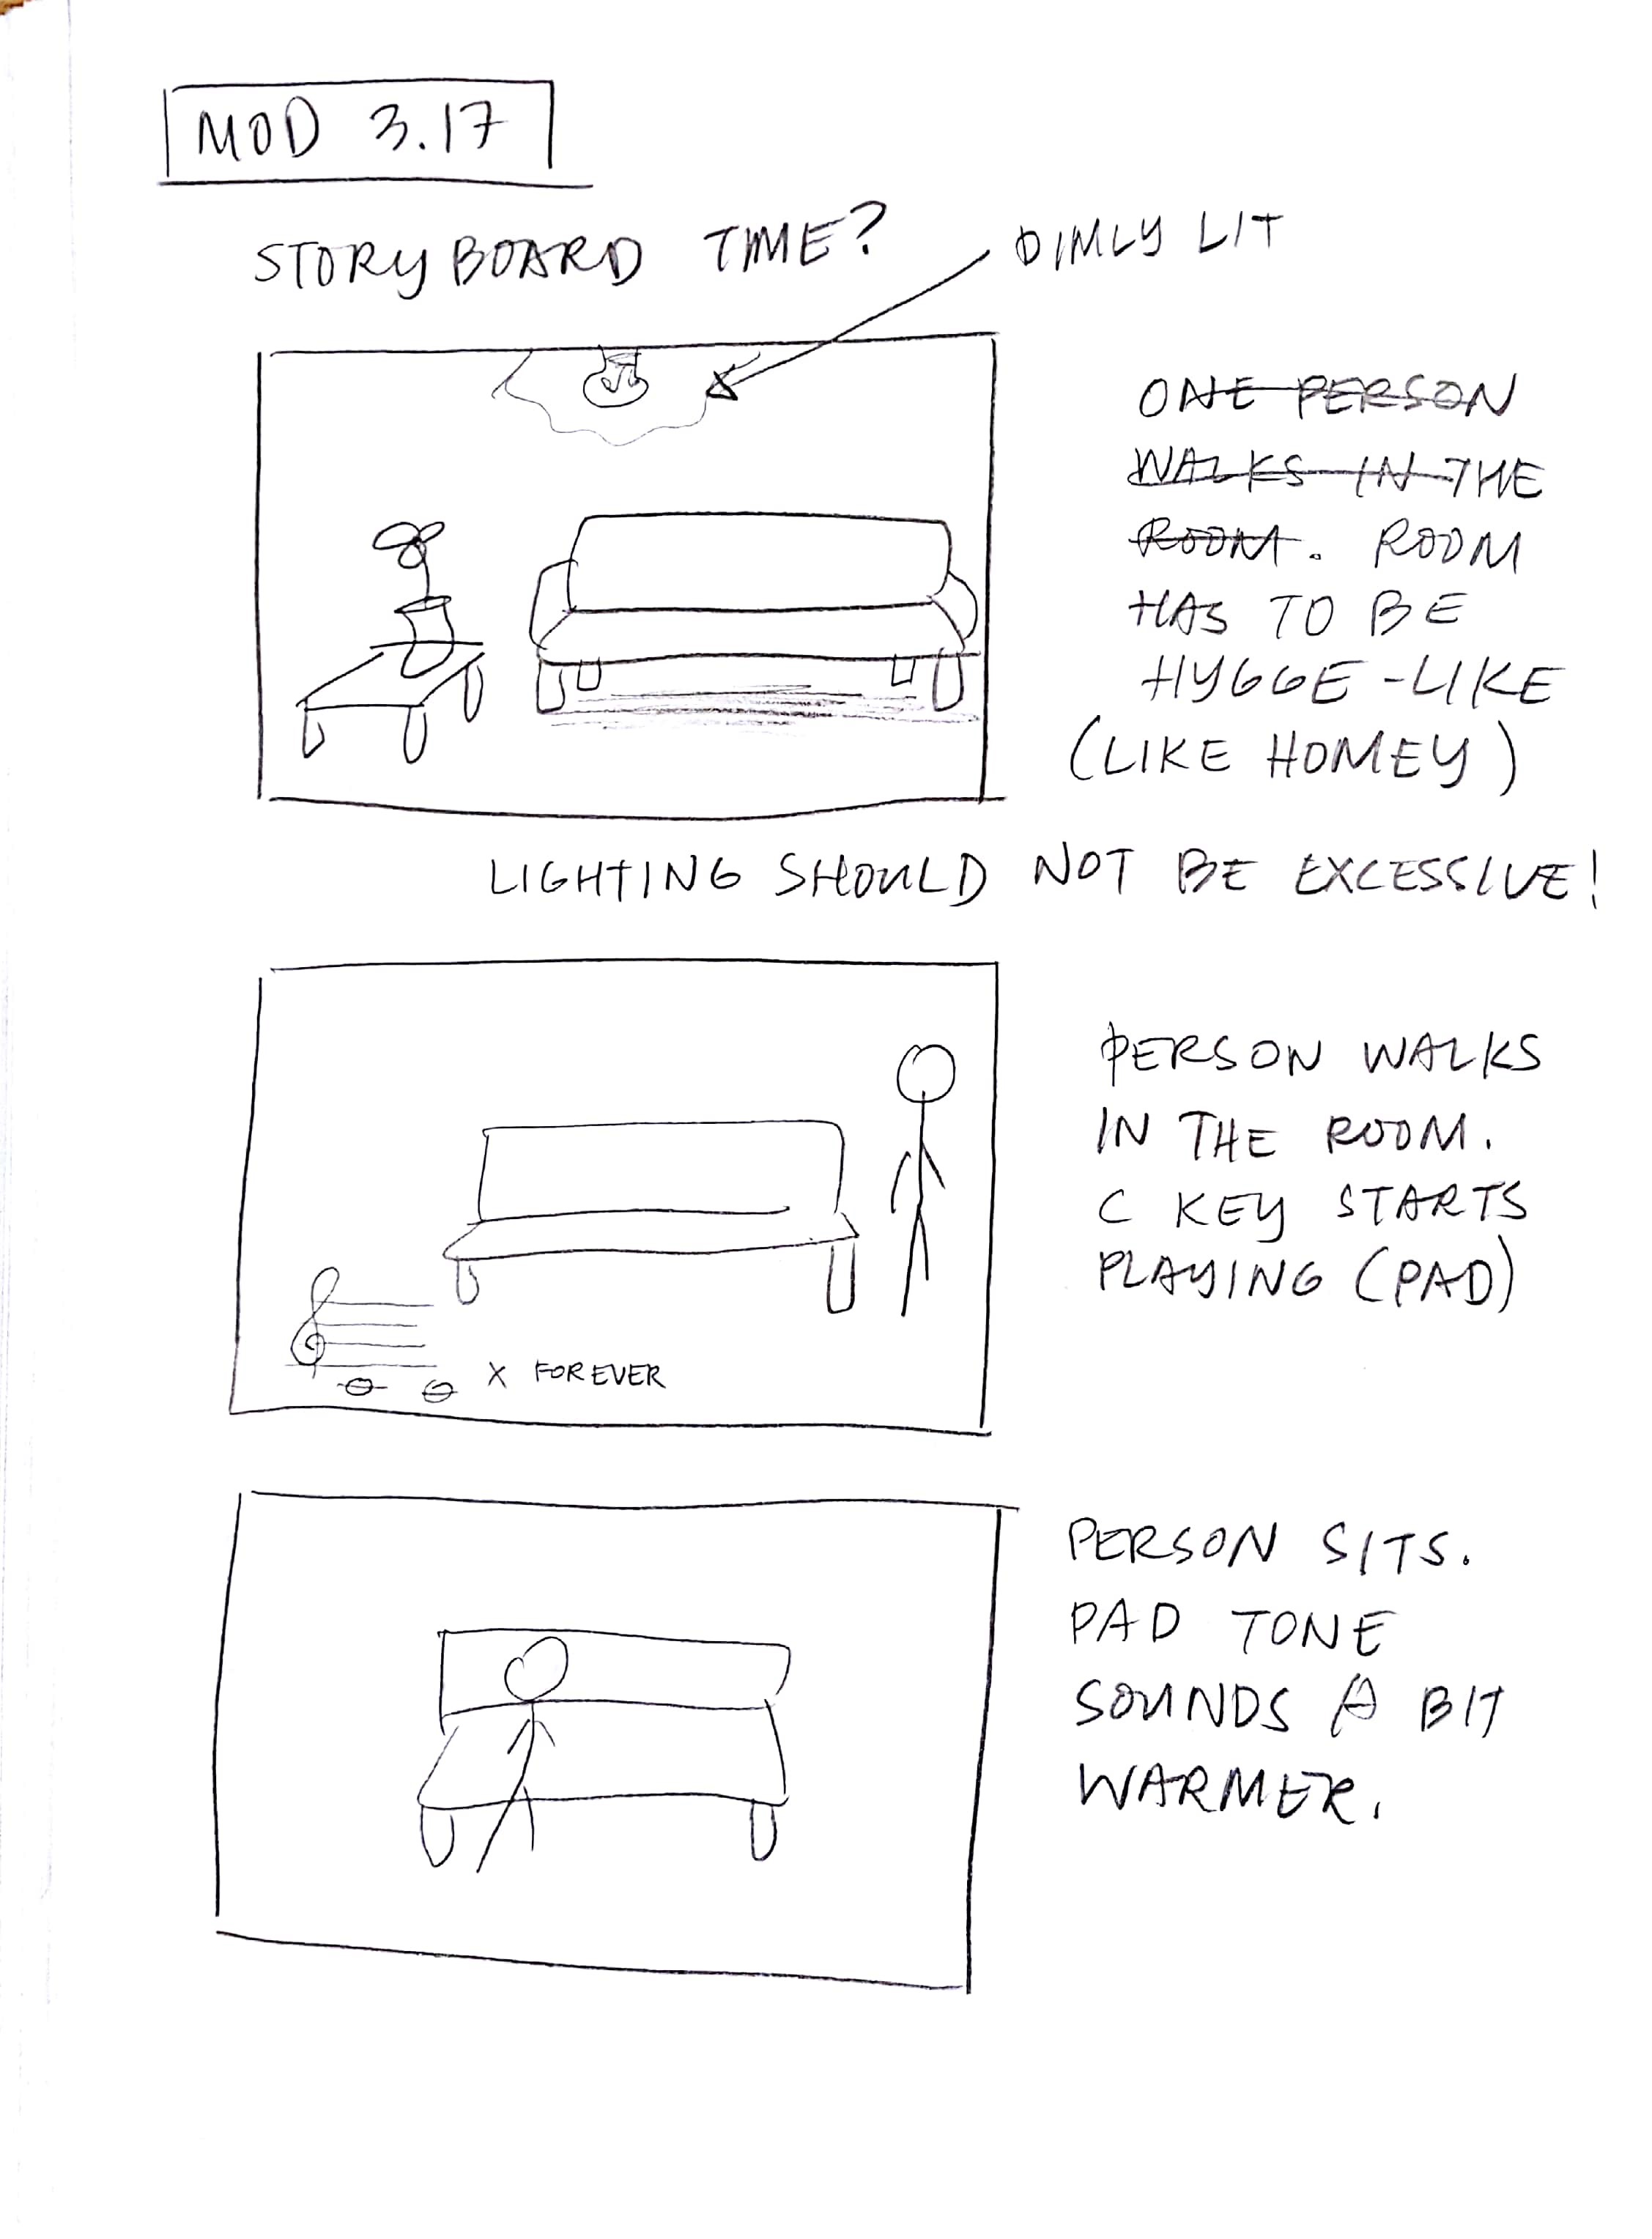 MOD 3.17
STORYBOARD TIME?
DIMLY LIT
ONE PERSON
WALKS IN THE
ROOM. ROOM
HAS TO BE
HYGGE-LIKE
(LIKE HOMEY)
LIGHTING SHOULD NOT BE EXCESSIVE!
PERSON WALKS
IN THE ROOM.
C KEY STARTS
PLAYING (PAD)
X FOREVER
PERSON SITS.
PAD TONE
SOUNDS A BIT
WARMER.